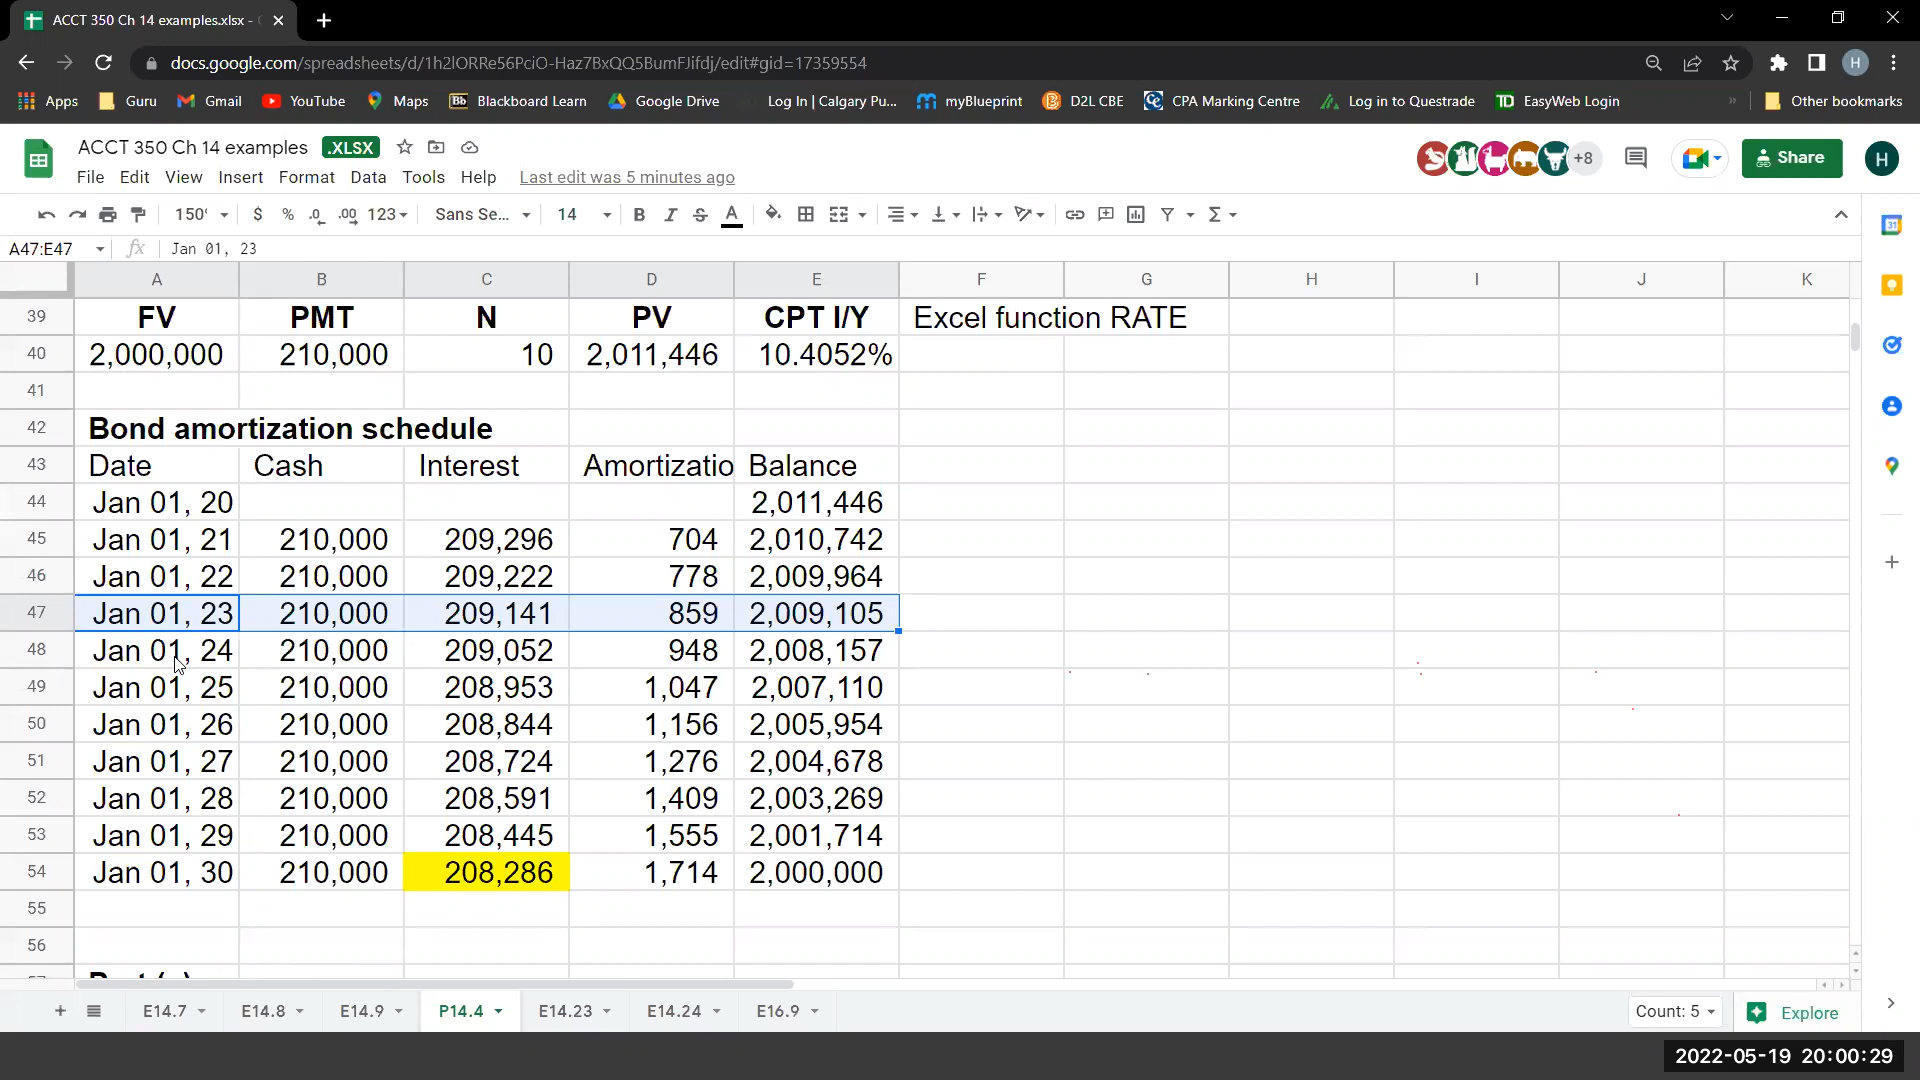 ACCT 350 Ch 14 examples.xlsx -
docs.google.com/spreadsheets/d/1h2lORRe56PciO-Haz7BxQQ5BumFJifdj/edit#gid=17359554
H
Apps Guru Gmail YouTube Maps Bb Blackboard Learn Google Drive Log In | Calgary Pu... myBlueprint D2L CBE CPA Marking Centre Log in to Questrade TD EasyWeb Login » Other bookmarks
ACCT 350 Ch 14 examples .XLSX +8 Share H
File Edit View Insert Format Data Tools Help Last edit was 5 minutes ago
$ % .0 .00 123 Sans Se... 14 B I S A Σ
A47:E47 fx Jan 01, 23
A B C D E F G H I J K
39 FV PMT N PV CPT I/Y Excel function RATE
40 2,000,000 210,000 10 2,011,446 10.4052%
41
42 Bond amortization schedule
43 Date Cash Interest Amortizatio Balance
44 Jan 01, 20 2,011,446
45 Jan 01, 21 210,000 209,296 704 2,010,742
46 Jan 01, 22 210,000 209,222 778 2,009,964
47 Jan 01, 23 210,000 209,141 859 2,009,105
48 Jan 01, 24 210,000 209,052 948 2,008,157
49 Jan 01, 25 210,000 208,953 1,047 2,007,110
50 Jan 01, 26 210,000 208,844 1,156 2,005,954
51 Jan 01, 27 210,000 208,724 1,276 2,004,678
52 Jan 01, 28 210,000 208,591 1,409 2,003,269
53 Jan 01, 29 210,000 208,445 1,555 2,001,714
54 Jan 01, 30 210,000 208,286 1,714 2,000,000
55
56
+ E14.7 E14.8 E14.9 P14.4 E14.23 E14.24 E16.9 Count: 5 Explore
2022-05-19 20:00:29